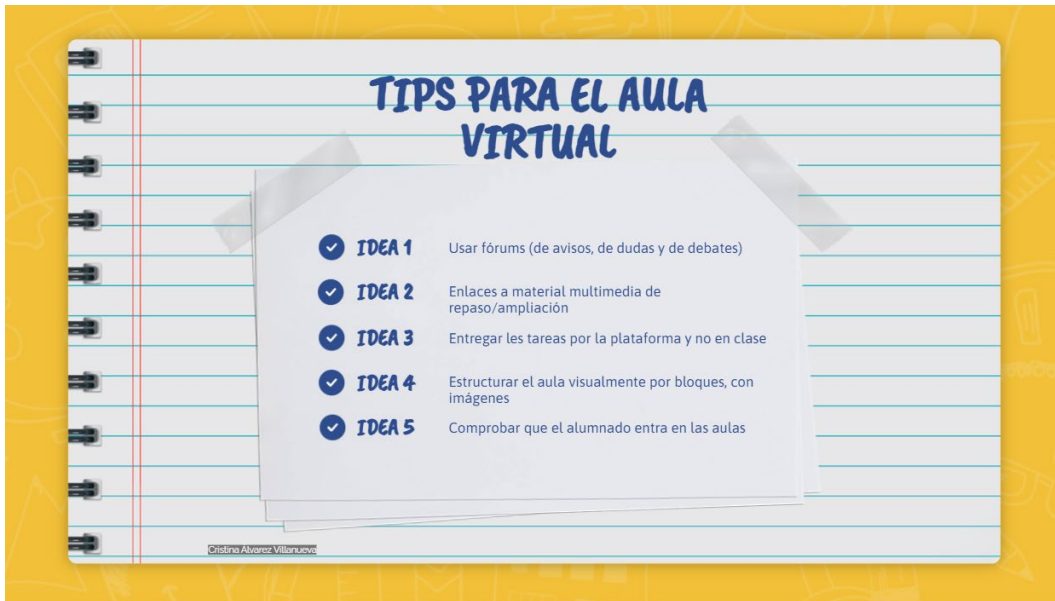 TIPS PARA EL AULA
VIRTUAL
IDEA 1 Usar fórums (de avisos, de dudas y de debates)
IDEA 2 Enlaces a material multimedia de
repaso/ampliación
IDEA 3 Entregar les tareas por la plataforma y no en clase
IDEA 4 Estructurar el aula visualmente por bloques, con
imágenes
IDEA 5 Comprobar que el alumnado entra en las aulas
Cristina Alvarez Villanueva